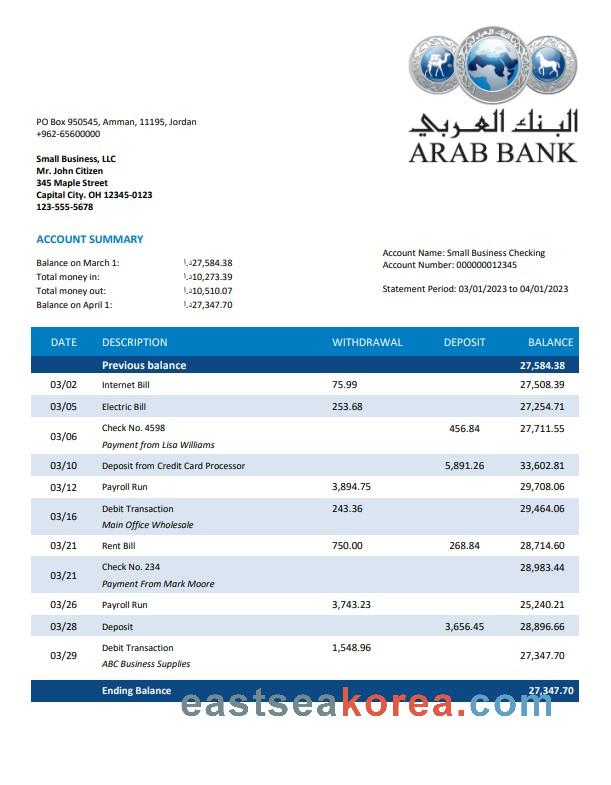 البنك العربي
ARAB BANK
PO Box 950545, Amman, 11195, Jordan
+962-65600000
Small Business, LLC
Mr. John Citizen
345 Maple Street
Capital City. OH 12345-0123
123-555-5678
ACCOUNT SUMMARY
Balance on March 1: د.ا27,584.38
Total money in: د.ا10,273.39
Total money out: د.ا10,510.07
Balance on April 1: د.ا27,347.70
Account Name: Small Business Checking
Account Number: 000000012345
Statement Period: 03/01/2023 to 04/01/2023
DATE DESCRIPTION WITHDRAWAL DEPOSIT BALANCE
Previous balance 27,584.38
03/02 Internet Bill 75.99 27,508.39
03/05 Electric Bill 253.68 27,254.71
03/06 Check No. 4598 456.84 27,711.55
Payment from Lisa Williams
03/10 Deposit from Credit Card Processor 5,891.26 33,602.81
03/12 Payroll Run 3,894.75 29,708.06
03/16 Debit Transaction 243.36 29,464.06
Main Office Wholesale
03/21 Rent Bill 750.00 268.84 28,714.60
03/21 Check No. 234 28,983.44
Payment From Mark Moore
03/26 Payroll Run 3,743.23 25,240.21
03/28 Deposit 3,656.45 28,896.66
03/29 Debit Transaction 1,548.96 27,347.70
ABC Business Supplies
Ending Balance 27,347.70
eastseakorea.com